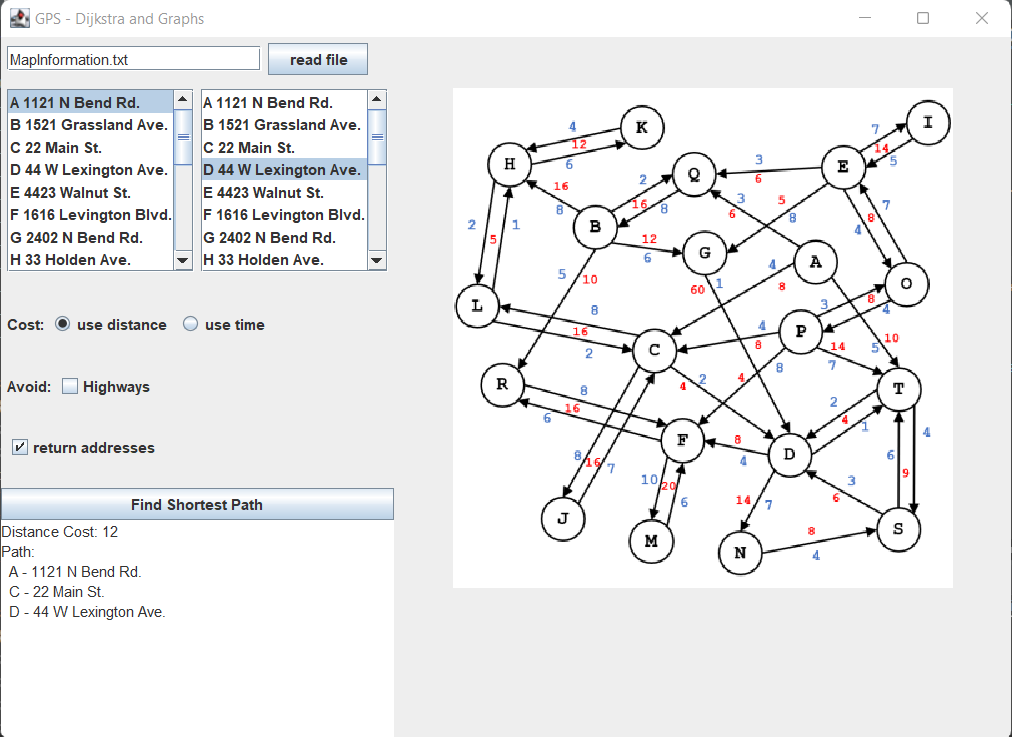 GPS - Dijkstra and Graphs
MapInformation.txt
read file
A 1121 N Bend Rd.
B 1521 Grassland Ave.
C 22 Main St.
D 44 W Lexington Ave.
E 4423 Walnut St.
F 1616 Levington Blvd.
G 2402 N Bend Rd.
H 33 Holden Ave.
A 1121 N Bend Rd.
B 1521 Grassland Ave.
C 22 Main St.
D 44 W Lexington Ave.
E 4423 Walnut St.
F 1616 Levington Blvd.
G 2402 N Bend Rd.
H 33 Holden Ave.
Cost: use distance use time
Avoid: Highways
return addresses
Find Shortest Path
Distance Cost: 12
Path:
A - 1121 N Bend Rd.
C - 22 Main St.
D - 44 W Lexington Ave.
4 K 7 I
12 14
H 6 3 E 5
16 2 Q 6
8 16 8 3 5 7
2 5 1 B 6 8 4 8
12 G 4 A
6 8 O
5 10 60 1
L 8 3 8 4
16 4 P 10
2 C 8 14 5
R 8 4 2 4 8 7 T
16 2
6 4 1 4
F 8 D
8 16 7 10 4 6 9
20 3
6 14 7 6
J 8 S
M N 4